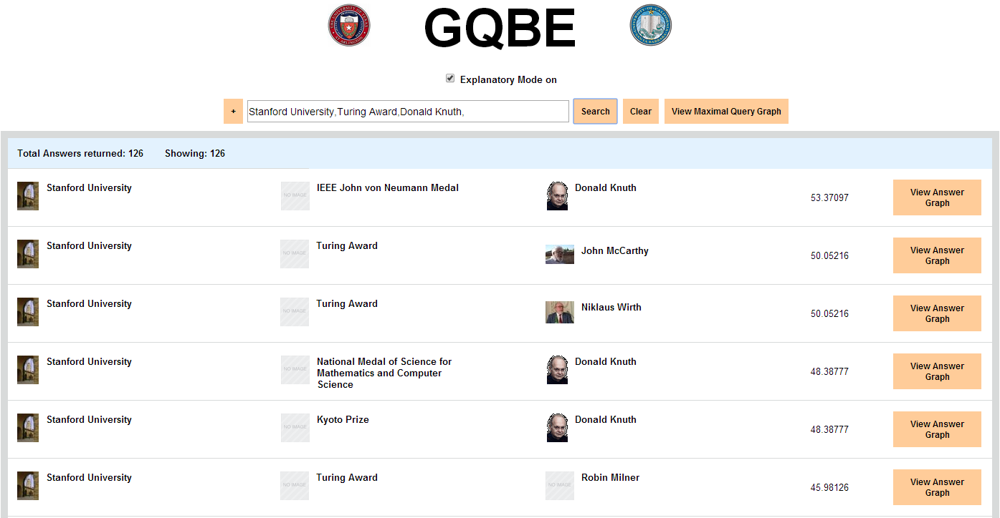 GQBE
Explanatory Mode on
+
Stanford University,Turing Award,Donald Knuth,
Search
Clear
View Maximal Query Graph
Total Answers returned: 126
Showing: 126
Stanford University
NO IMAGE
IEEE John von Neumann Medal
Donald Knuth
53.37097
View Answer
Graph
Stanford University
NO IMAGE
Turing Award
John McCarthy
50.05216
View Answer
Graph
Stanford University
NO IMAGE
Turing Award
Niklaus Wirth
50.05216
View Answer
Graph
Stanford University
NO IMAGE
National Medal of Science for
Mathematics and Computer
Science
Donald Knuth
48.38777
View Answer
Graph
Stanford University
NO IMAGE
Kyoto Prize
Donald Knuth
48.38777
View Answer
Graph
Stanford University
NO IMAGE
Turing Award
NO IMAGE
Robin Milner
45.98126
View Answer
Graph